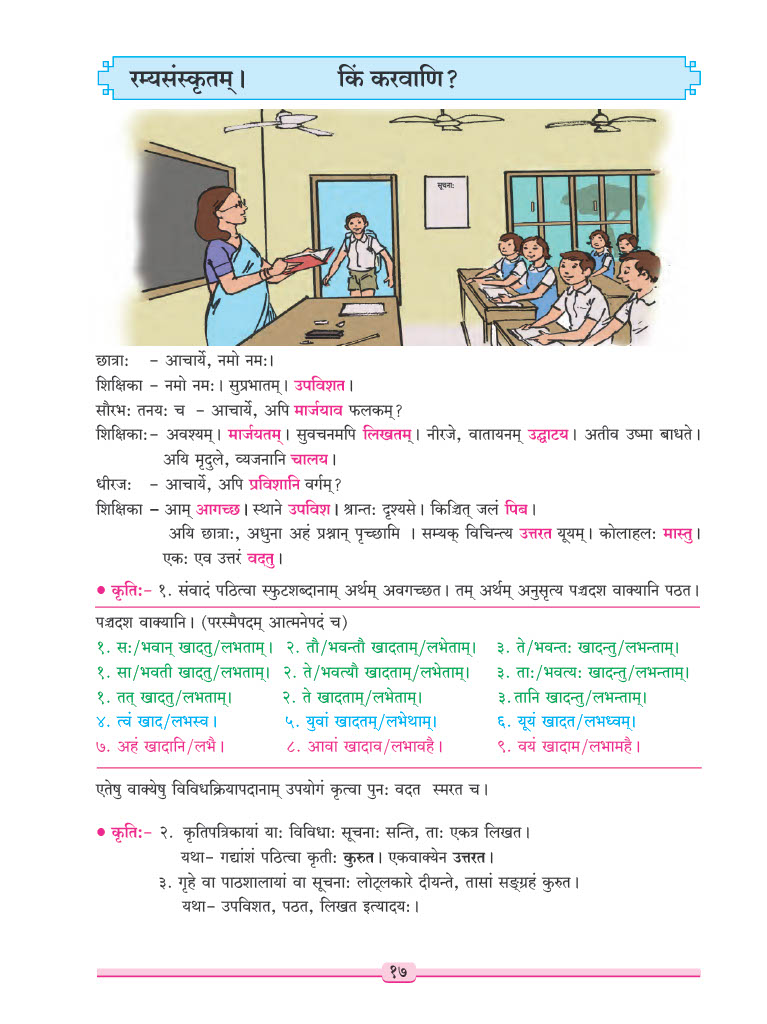 रम्यसंस्कृतम्। किं करवाणि?
सूचनाः
छात्राः - आचार्ये, नमो नमः।
शिक्षिका - नमो नमः। सुप्रभातम्। उपविशत।
सौरभः तनयः च - आचार्ये, अपि मार्जयाव फलकम्?
शिक्षिकाः- अवश्यम्। मार्जयतम्। सुवचनमपि लिखतम्। नीरजे, वातायनम् उद्घाटय। अतीव उष्मा बाधते।
अयि मृदुले, व्यजनानि चालय।
धीरजः - आचार्ये, अपि प्रविशानि वर्गम्?
शिक्षिका - आम् आगच्छ। स्थाने उपविश। श्रान्तः दृश्यसे। किञ्चित् जलं पिब।
अयि छात्राः, अधुना अहं प्रश्नान् पृच्छामि । सम्यक् विचिन्त्य उत्तरत यूयम्। कोलाहलः मास्तु।
एकः एव उत्तरं वदतु।
• कृतिः- १. संवादं पठित्वा स्फुटशब्दानाम् अर्थम् अवगच्छत। तम् अर्थम् अनुसृत्य पञ्चदश वाक्यानि पठत।
पञ्चदश वाक्यानि। (परस्मैपदम् आत्मनेपदं च)
१. सः/भवान् खादतु/लभताम्। २. तौ/भवन्तौ खादताम्/लभेताम्। ३. ते/भवन्तः खादन्तु/लभन्ताम्।
१. सा/भवती खादतु/लभताम्। २. ते/भवत्यौ खादताम्/लभेताम्। ३. ताः/भवत्यः खादन्तु/लभन्ताम्।
१. तत् खादतु/लभताम्। २. ते खादताम्/लभेताम्। ३. तानि खादन्तु/लभन्ताम्।
४. त्वं खाद/लभस्व। ५. युवां खादतम्/लभेथाम्। ६. यूयं खादत/लभध्वम्।
७. अहं खादानि/लभै। ८. आवां खादाव/लभावहै। ९. वयं खादाम/लभामहै।
एतेषु वाक्येषु विविधक्रियापदानाम् उपयोगं कृत्वा पुनः वदत स्मरत च।
• कृतिः- २. कृतिपत्रिकायां याः विविधाः सूचनाः सन्ति, ताः एकत्र लिखत।
यथा- गद्यांशं पठित्वा कृतीः कुरुत। एकवाक्येन उत्तरत।
३. गृहे वा पाठशालायां वा सूचनाः लोट्लकारे दीयन्ते, तासां सङ्ग्रहं कुरुत।
यथा- उपविशत, पठत, लिखत इत्यादयः।
१७